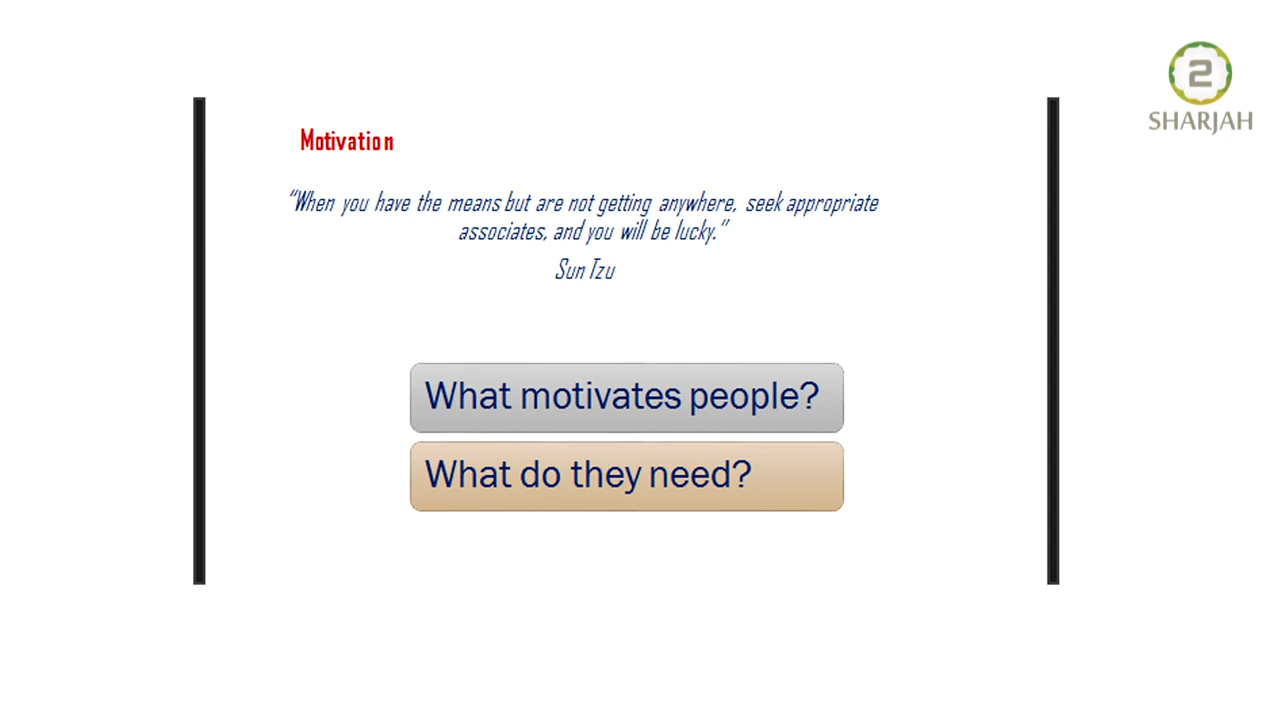 2
SHARJAH
Motivation
“When you have the means but are not getting anywhere, seek appropriate
associates, and you will be lucky.”
Sun Tzu
What motivates people?
What do they need?